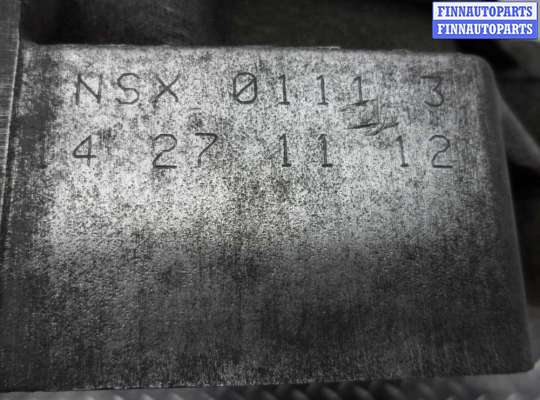 FINNAUTOPARTS
FINNAUTOPARTS
NSX 0111 3
4 27 11 12